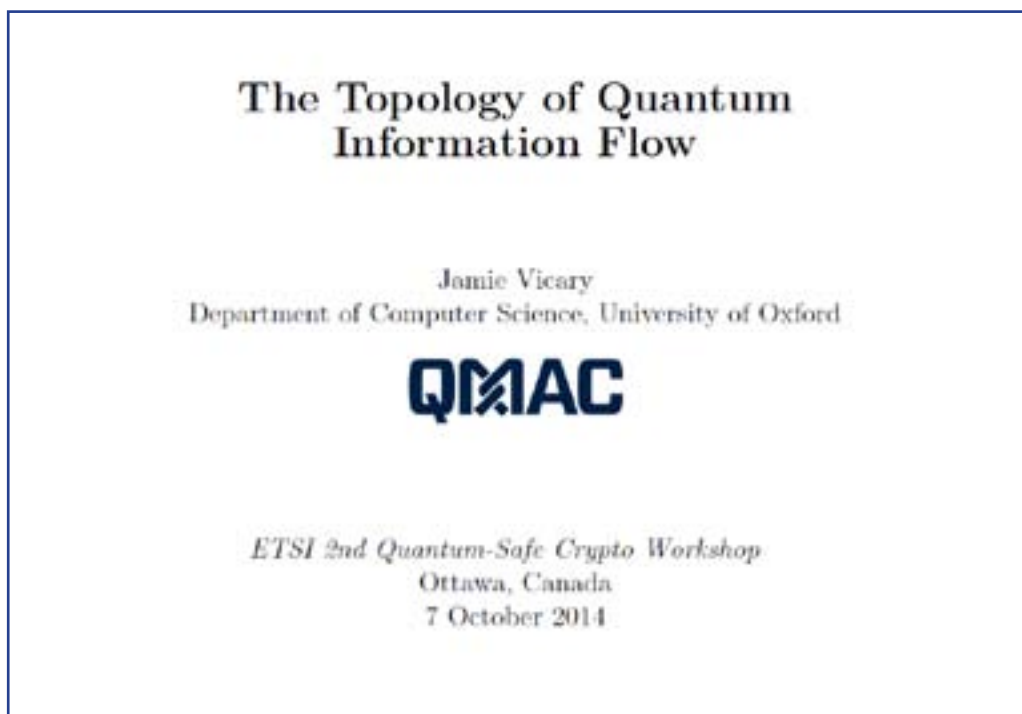 The Topology of Quantum
Information Flow
Jamie Vicary
Department of Computer Science, University of Oxford
QMAC
ETSI 2nd Quantum-Safe Crypto Workshop
Ottawa, Canada
7 October 2014